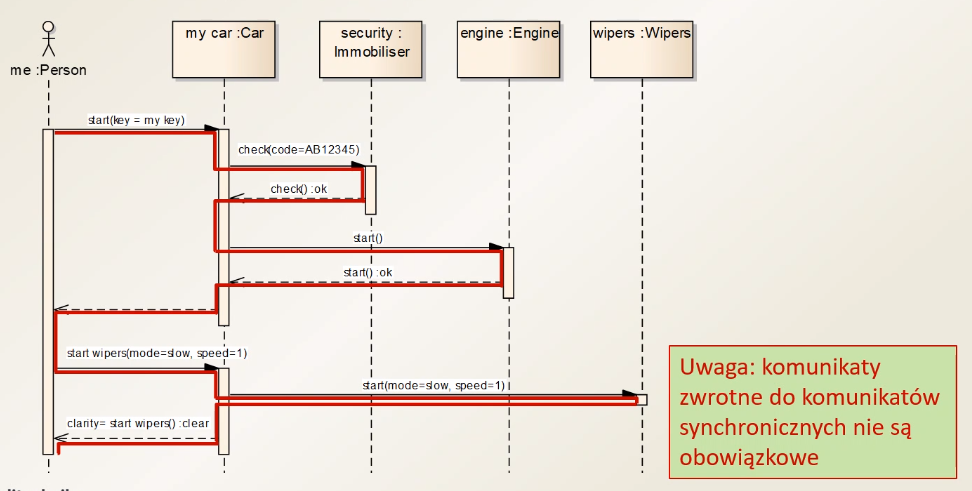 my car :Car
security :
Immobiliser
engine :Engine
wipers :Wipers
me :Person
start(key = my key)
check(code=AB12345)
check() :ok
start()
start() :ok
start wipers(mode=slow, speed=1)
start(mode=slow, speed=1)
clarity= start wipers() :clear
Uwaga: komunikaty
zwrotne do komunikatów
synchronicznych nie są
obowiązkowe